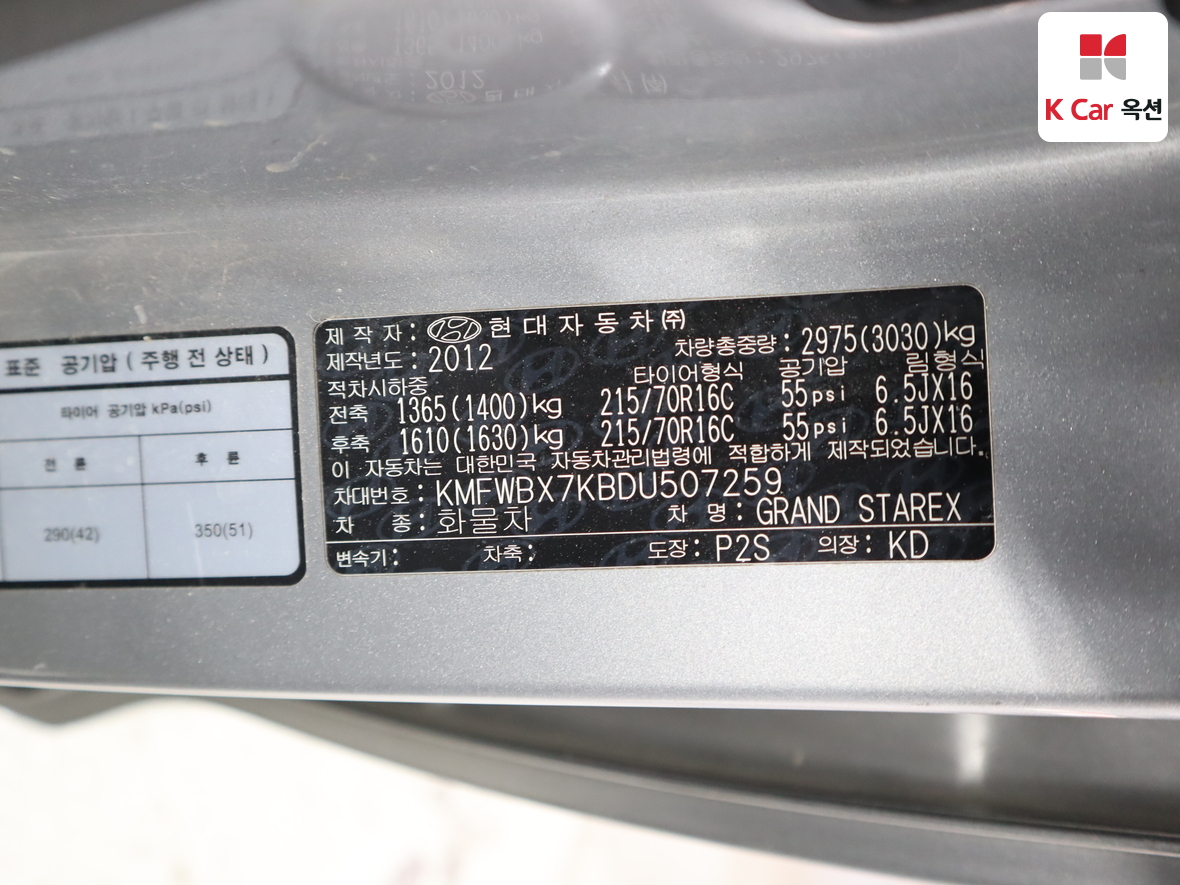 K Car 옥션
표준 공기압 ( 주행 전 상태 )
타이어 공기압 kPa(psi)
전 륜 후 륜
290(42) 350(51)
제 작 자 : 현대자동차㈜
제작년도 : 2012 차량총중량 : 2975(3030)kg
적차시하중 타이어형식 공기압 림형식
전축 1365(1400)kg 215/70R16C 55psi 6.5JX16
후축 1610(1630)kg 215/70R16C 55psi 6.5JX16
이 자동차는 대한민국 자동차관리법령에 적합하게 제작되었습니다.
차대번호 : KMFWBX7KBDU507259
차 종 : 화물차 차 명 : GRAND STAREX
변속기 : 차축 : 도장 : P2S 의장 : KD